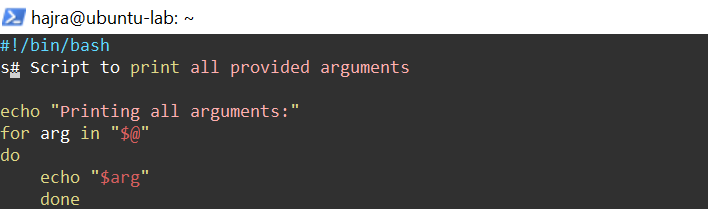 hajra@ubuntu-lab: ~
#!/bin/bash
s# Script to print all provided arguments
echo "Printing all arguments:"
for arg in "$@"
do
    echo "$arg"
    done